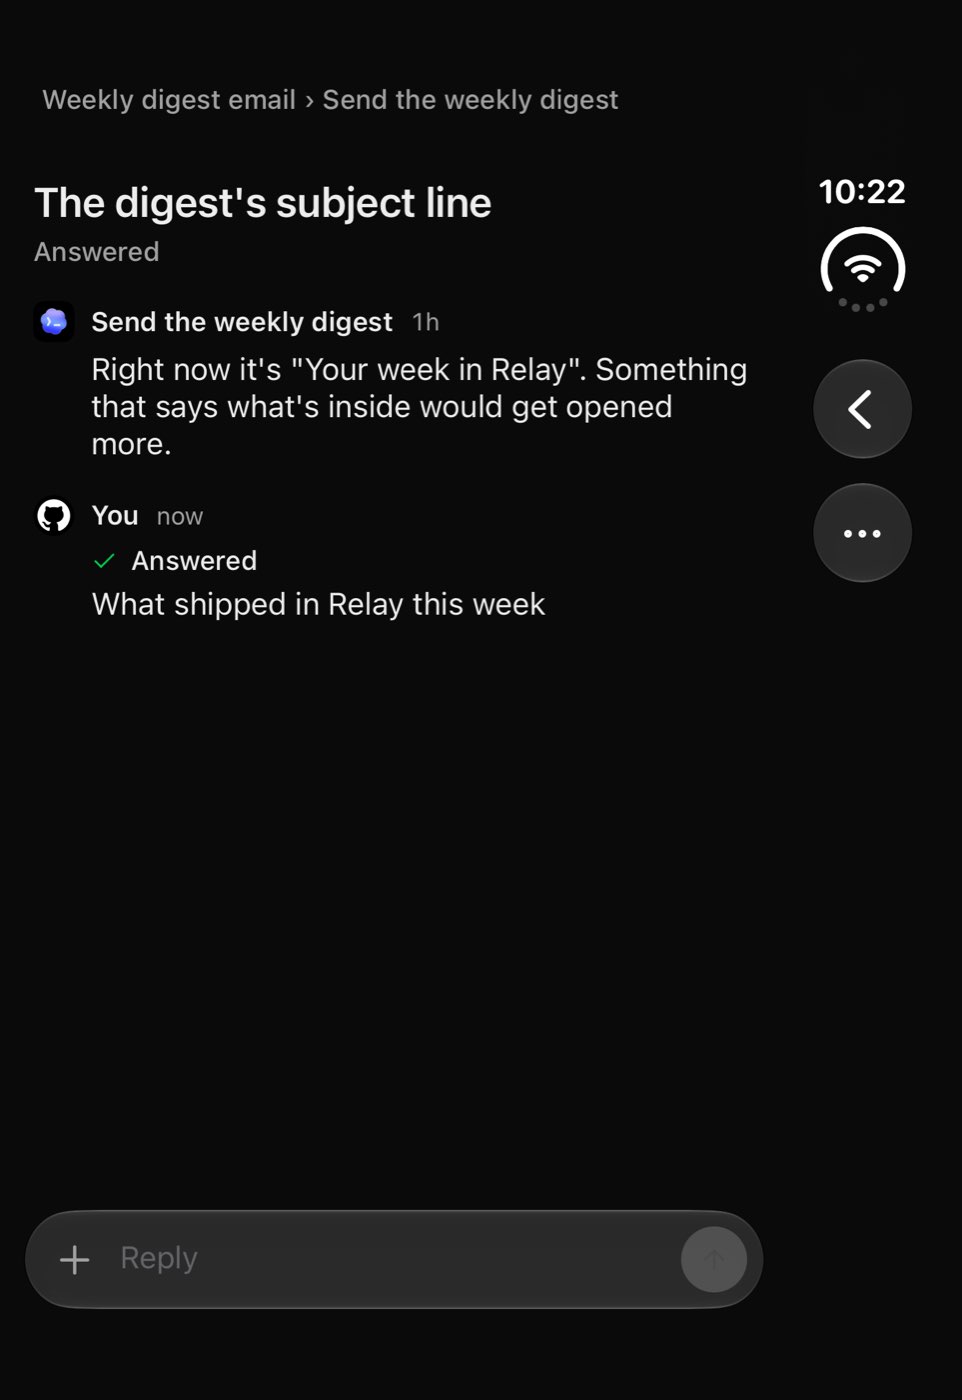 Weekly digest email › Send the weekly digest
10:22
The digest's subject line
Answered
Send the weekly digest 1h
Right now it's "Your week in Relay". Something
that says what's inside would get opened
more.
You now
Answered
What shipped in Relay this week
Reply